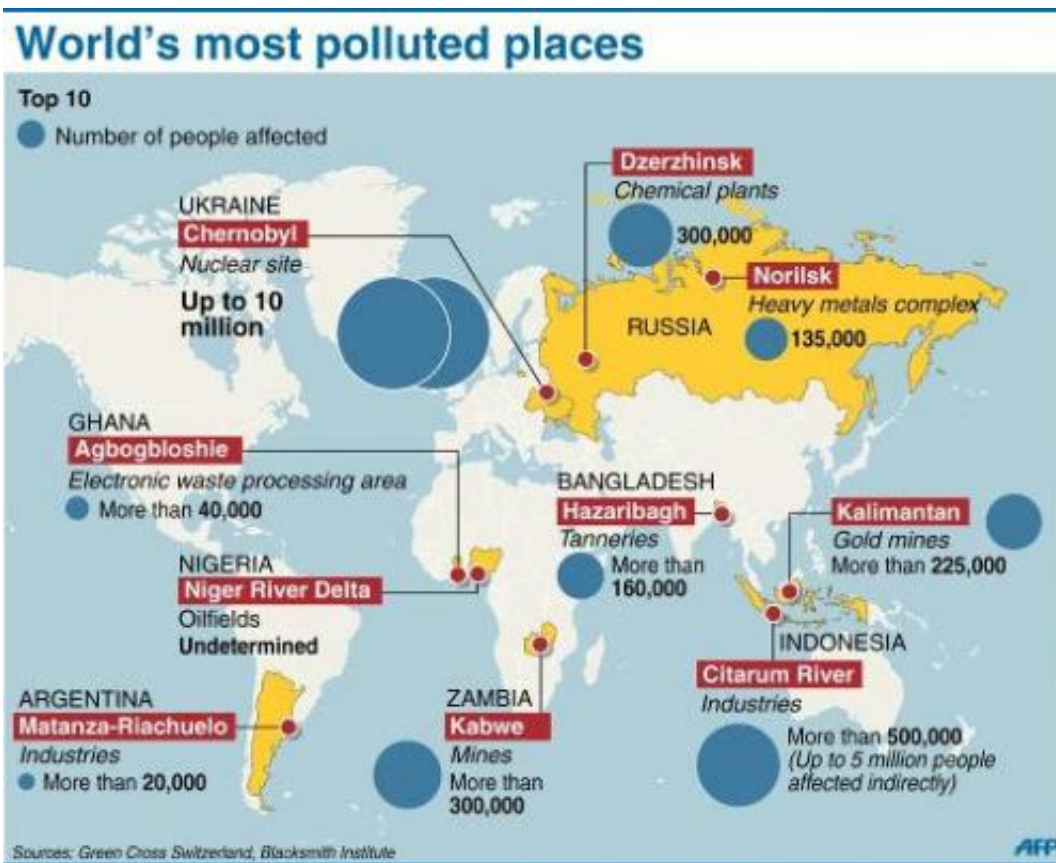 World's most polluted places
Top 10
Number of people affected
UKRAINE
Chernobyl
Nuclear site
Up to 10
million
Dzerzhinsk
Chemical plants
300,000
Norilsk
Heavy metals complex
135,000
RUSSIA
GHANA
Agbogbloshie
Electronic waste processing area
More than 40,000
NIGERIA
Niger River Delta
Oilfields
Undetermined
BANGLADESH
Hazaribagh
Tanneries
More than
160,000
Kalimantan
Gold mines
More than 225,000
INDONESIA
Citarum River
Industries
More than 500,000
(Up to 5 million people
affected indirectly)
ARGENTINA
Matanza-Riachuelo
Industries
More than 20,000
ZAMBIA
Kabwe
Mines
More than
300,000
Sources: Green Cross Switzerland, Blacksmith Institute
AFP